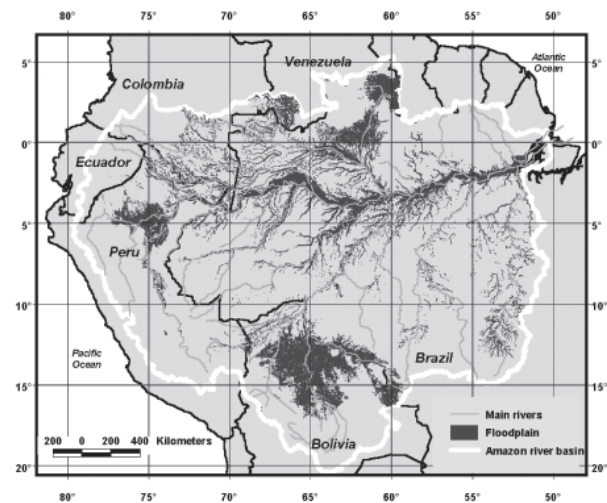 80° 75° 70° 65° 60° 55° 50°
Venezuela
Atlantic
Ocean
5° 5°
Colombia
0° 0°
Ecuador
5° 5°
Peru
10° 10°
Pacific
Ocean
Brazil
15° 15°
Main rivers
Floodplain
200 0 200 400 Kilometers
Bolivia
Amazon river basin
20° 20°
80° 75° 70° 65° 60° 55° 50°